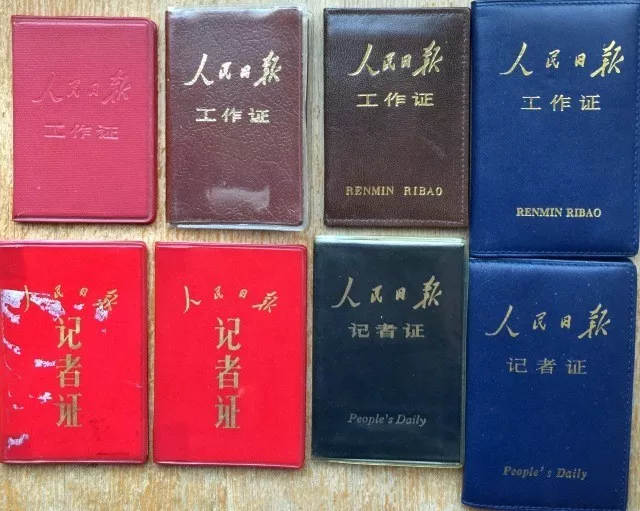 人民日报
工作证
人民日报
工作证
人民日报
工作证
RENMIN RIBAO
人民日报
工作证
RENMIN RIBAO
人民日报
记者证
人民日报
记者证
人民日报
记者证
People's Daily
人民日报
记者证
People's Daily